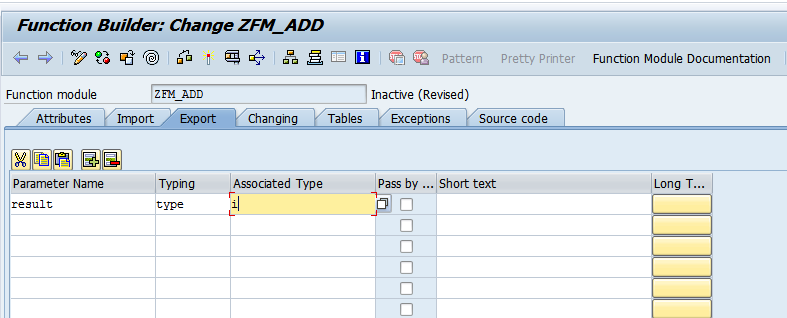 Function Builder: Change ZFM_ADD
Pattern Pretty Printer Function Module Documentation
Function module ZFM_ADD Inactive (Revised)
Attributes Import Export Changing Tables Exceptions Source code
Parameter Name Typing Associated Type Pass by ... Short text Long T...
result type i